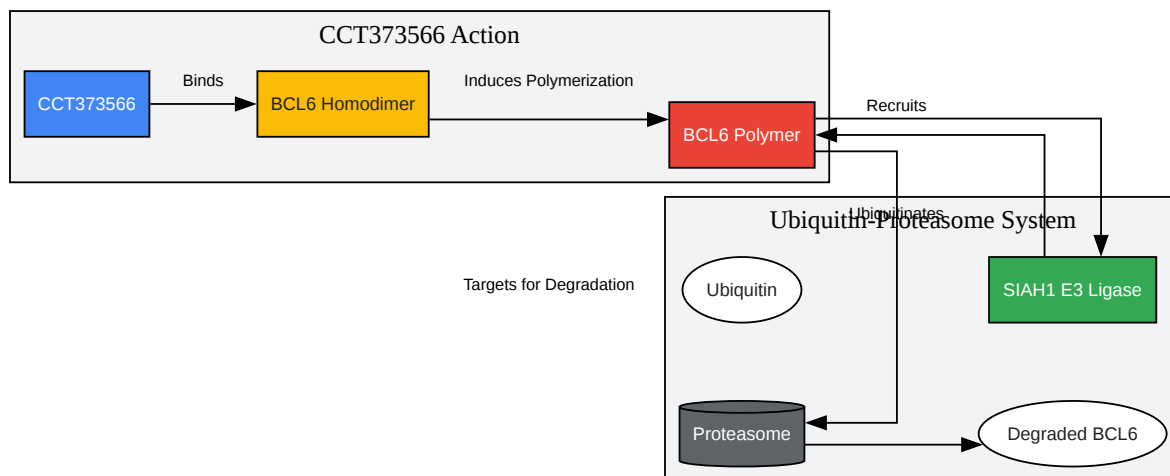 CCT373566 Action
CCT373566
Binds
BCL6 Homodimer
Induces Polymerization
BCL6 Polymer
Recruits
Ubiquitinates
Ubiquitin-Proteasome System
Targets for Degradation
Ubiquitin
SIAH1 E3 Ligase
Proteasome
Degraded BCL6